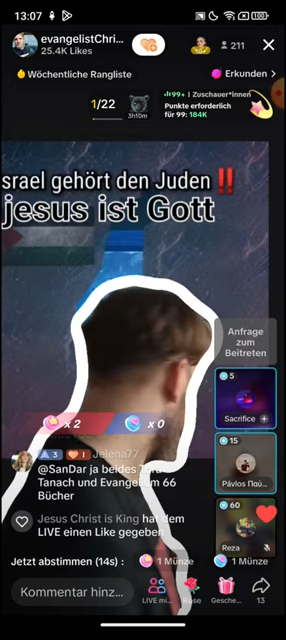 13:07
100
evangelistChri...
25.4K Likes
211
Wöchentliche Rangliste
Erkunden >
1/22
3h10m
99+ | Zuschauer*innen
Punkte erforderlich
für 99: 184K
srael gehört den Juden ‼️
jesus ist Gott
Anfrage
zum
Beitreten
5
Sacrifice +
x 2
x 0
15
Pávlos Παύ...
A 3
1
Jelena77
@SanDar ja beides Tora
Tanach und Evangelium 66
Bücher
60
Reza
Jesus Christ is King hat dem
LIVE einen Like gegeben
Jetzt abstimmen (14s) :
1 Münze
1 Münze
Kommentar hinz...
LIVE mi...
Rose
Gesche...
13